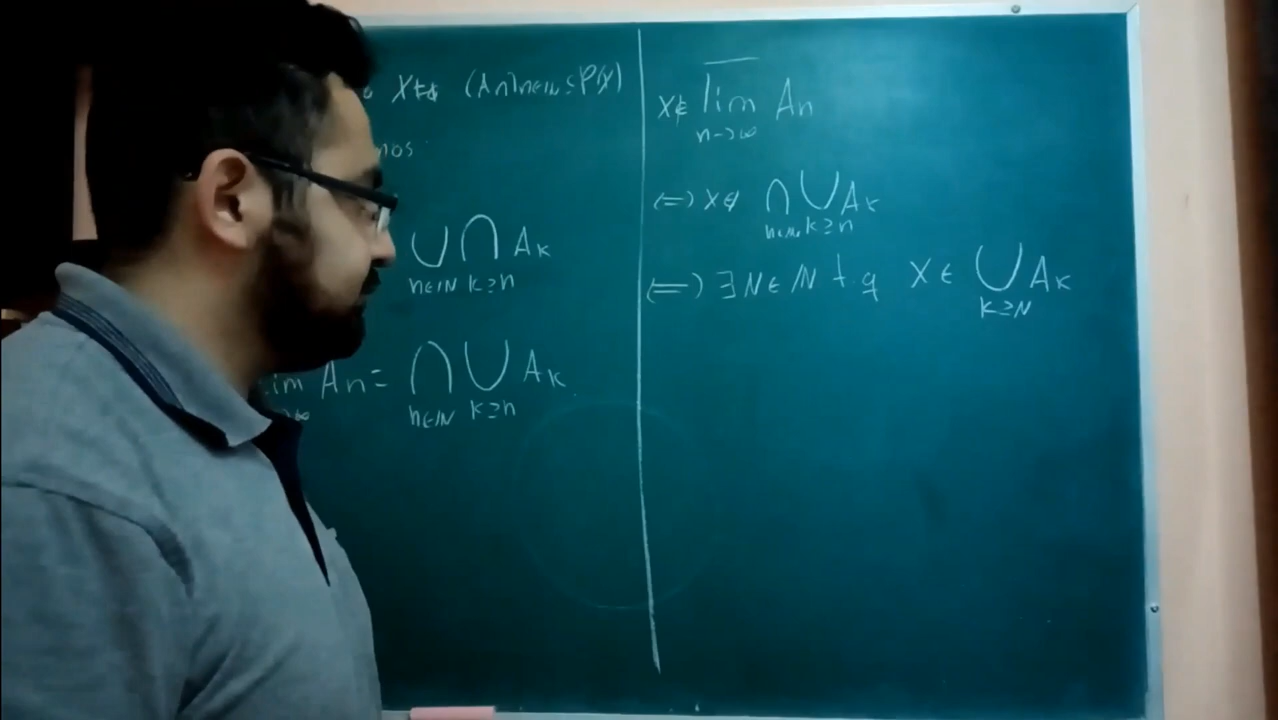 X≠ϕ (An)n∈ℕ ⊆ P(X)
mos
⋃ n∈ℕ ⋂ k≥n Ak
lim An = ⋂ n∈ℕ ⋃ k≥n Ak
x∉ lim n→∞ An
⟺ x∉ ⋂ n∈ℕ ⋃ k≥n Ak
⟺ ∃N∈ℕ t.q x∈ ⋃ k≥N Ak